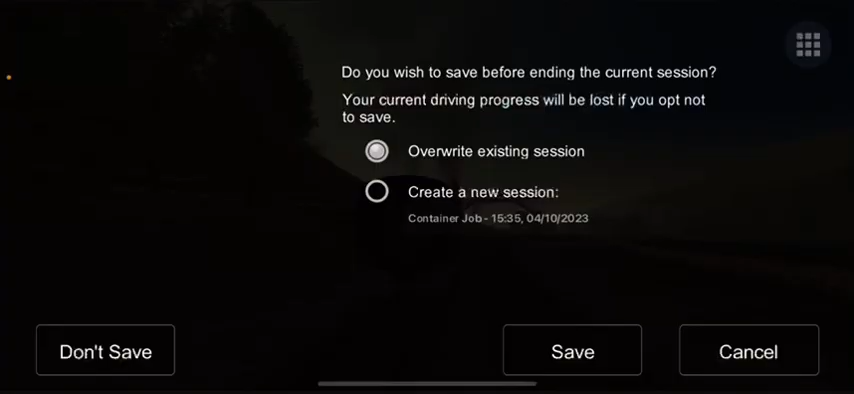 Do you wish to save before ending the current session?
Your current driving progress will be lost if you opt not
to save.
Overwrite existing session
Create a new session:
Container Job - 15:35, 04/10/2023
Don't Save
Save
Cancel